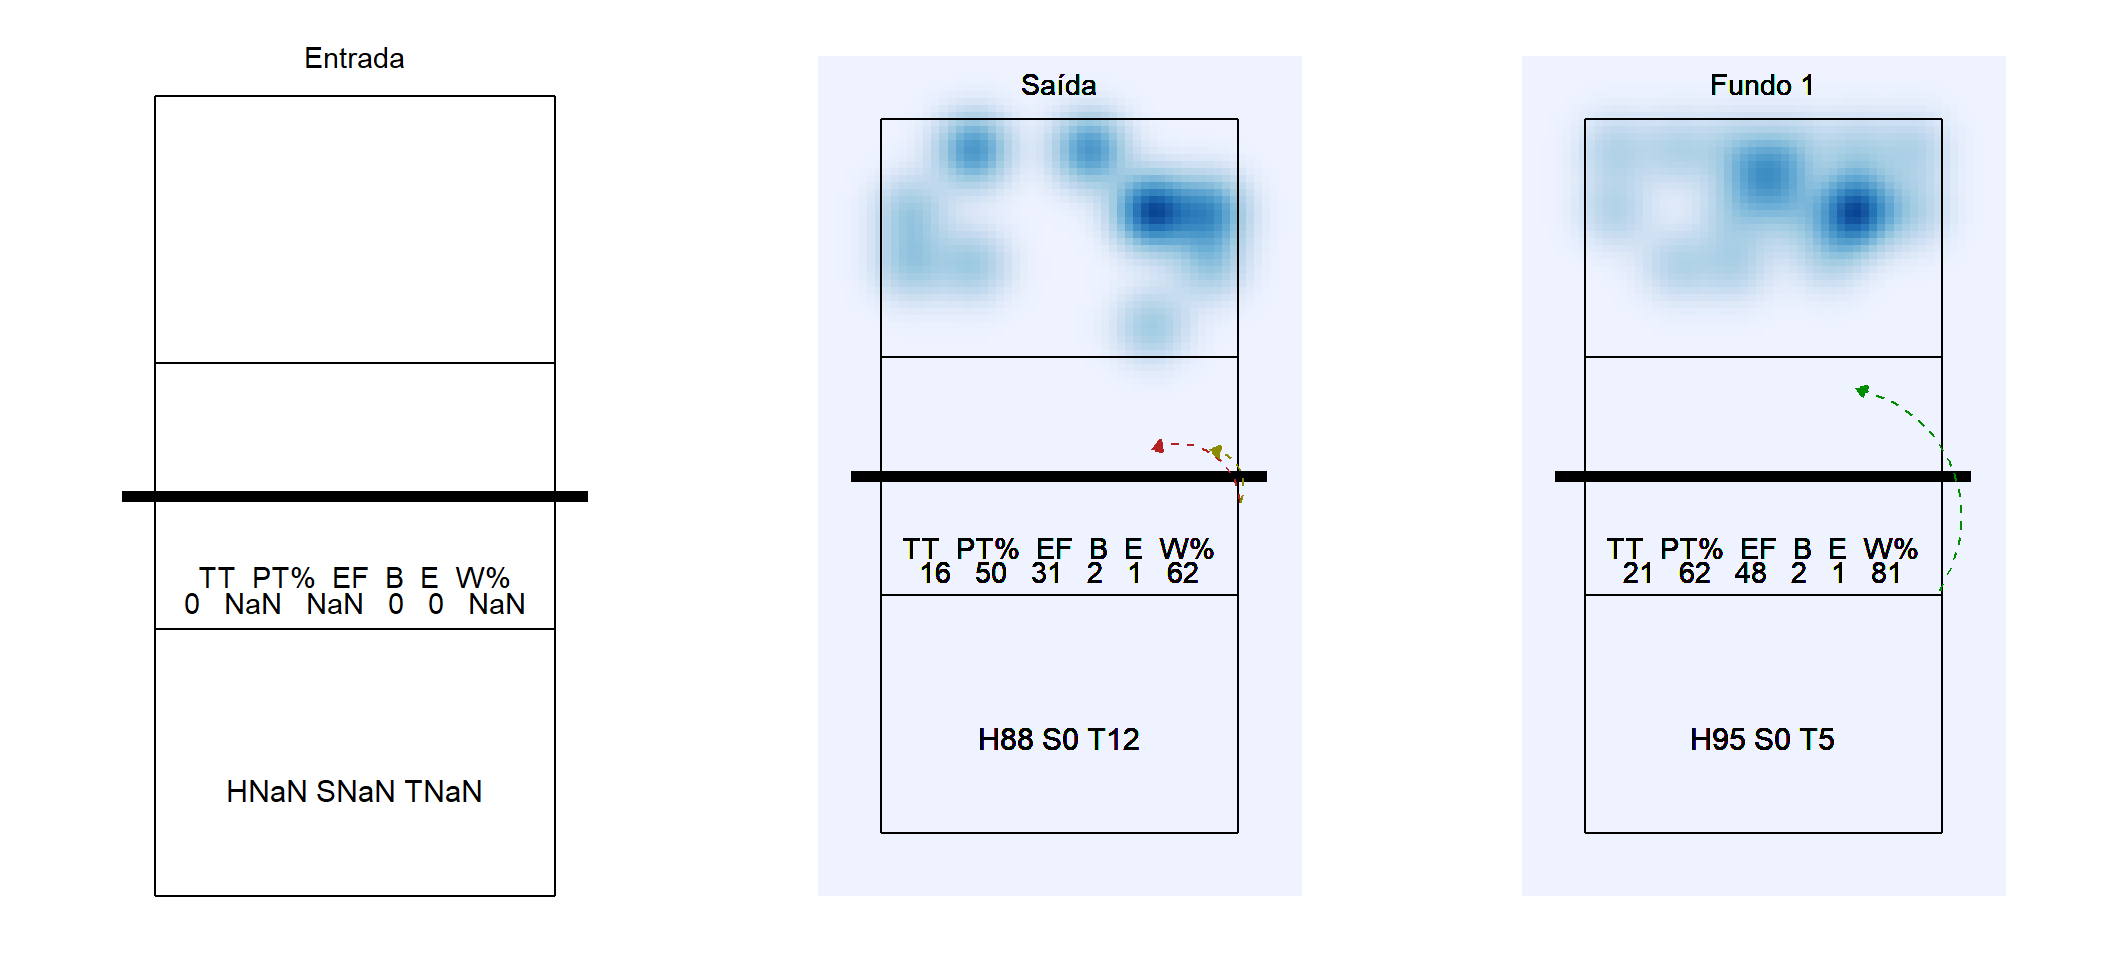 Entrada
TT PT% EF B E W%
0 NaN NaN 0 0 NaN
HNaN SNaN TNaN
Saída
TT PT% EF B E W%
16 50 31 2 1 62
H88 S0 T12
Fundo 1
TT PT% EF B E W%
21 62 48 2 1 81
H95 S0 T5